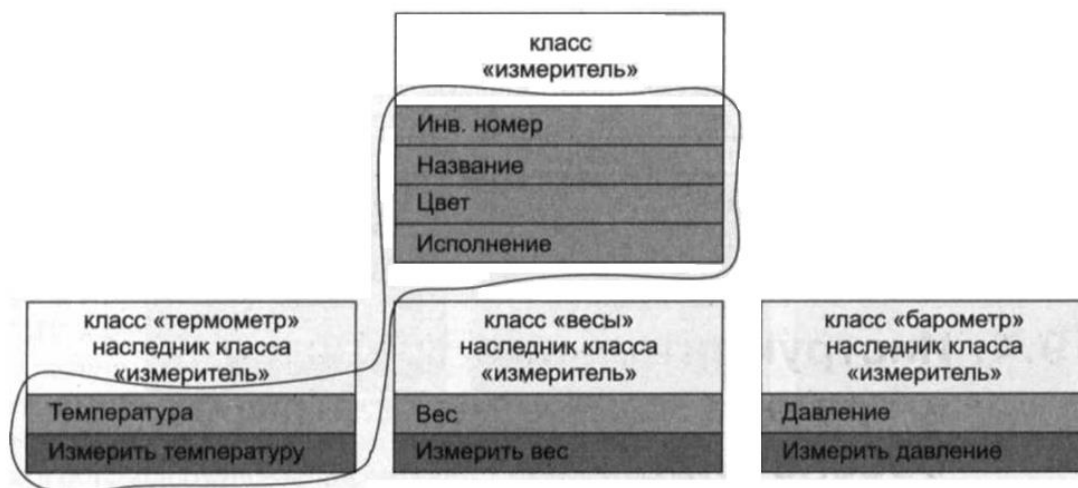 класс
«измеритель»
Инв. номер
Название
Цвет
Исполнение
класс «термометр»
наследник класса
«измеритель»
Температура
Измерить температуру
класс «весы»
наследник класса
«измеритель»
Вес
Измерить вес
класс «барометр»
наследник класса
«измеритель»
Давление
Измерить давление